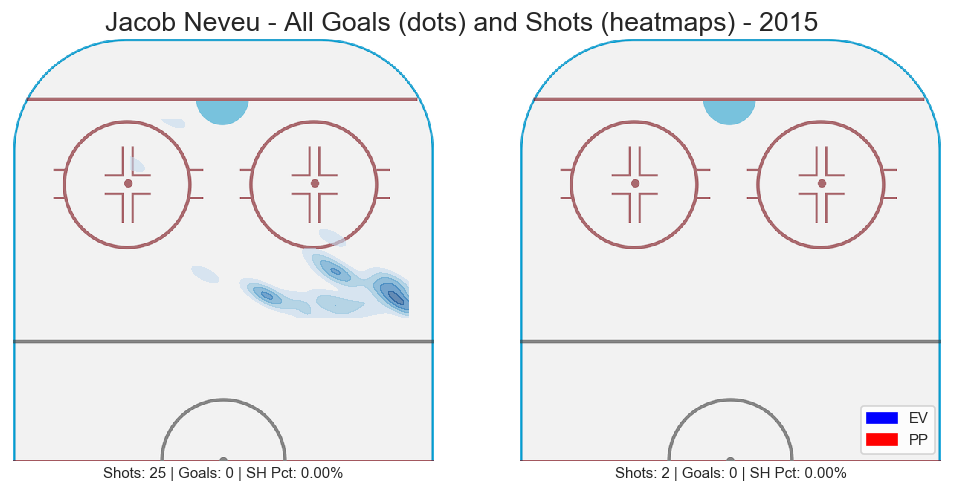 Jacob Neveu - All Goals (dots) and Shots (heatmaps) - 2015
EV
PP
Shots: 25 | Goals: 0 | SH Pct: 0.00%
Shots: 2 | Goals: 0 | SH Pct: 0.00%